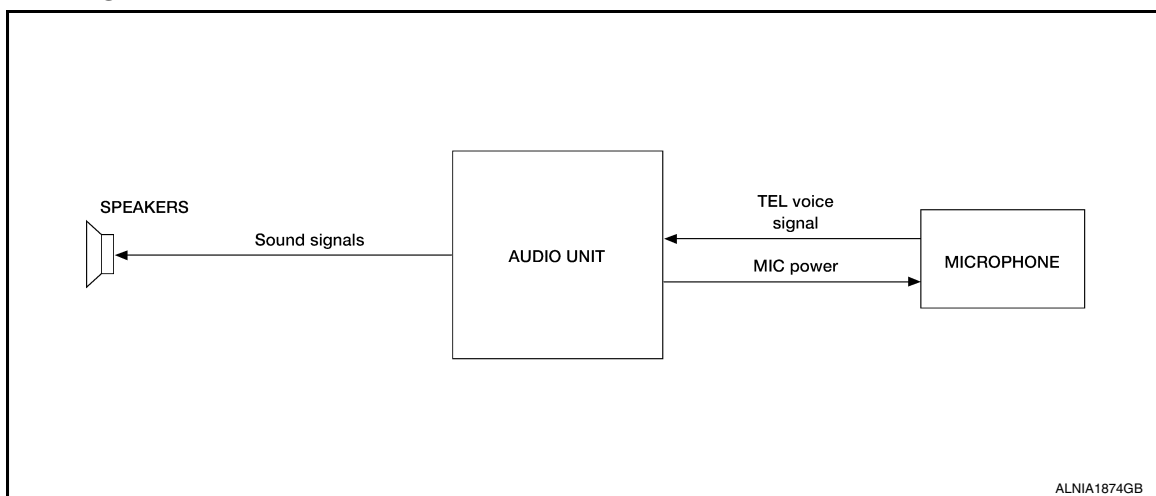 SPEAKERS
Sound signals
AUDIO UNIT
TEL voice
signal
MIC power
MICROPHONE
ALNIA1874GB